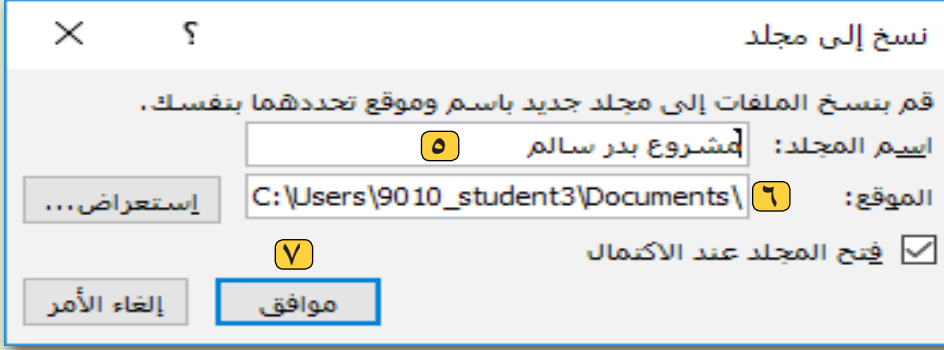 نسخ إلى مجلد ؟ ×
قم بنسخ الملفات إلى مجلد جديد باسم وموقع تحددهما بنفسك.
اسم المجلد: مشروع بدر سالم ٥
الموقع: ٦ C:\Users\9010_student3\Documents\ إستعراض...
فتح المجلد عند الاكتمال ٧
موافق إلغاء الأمر